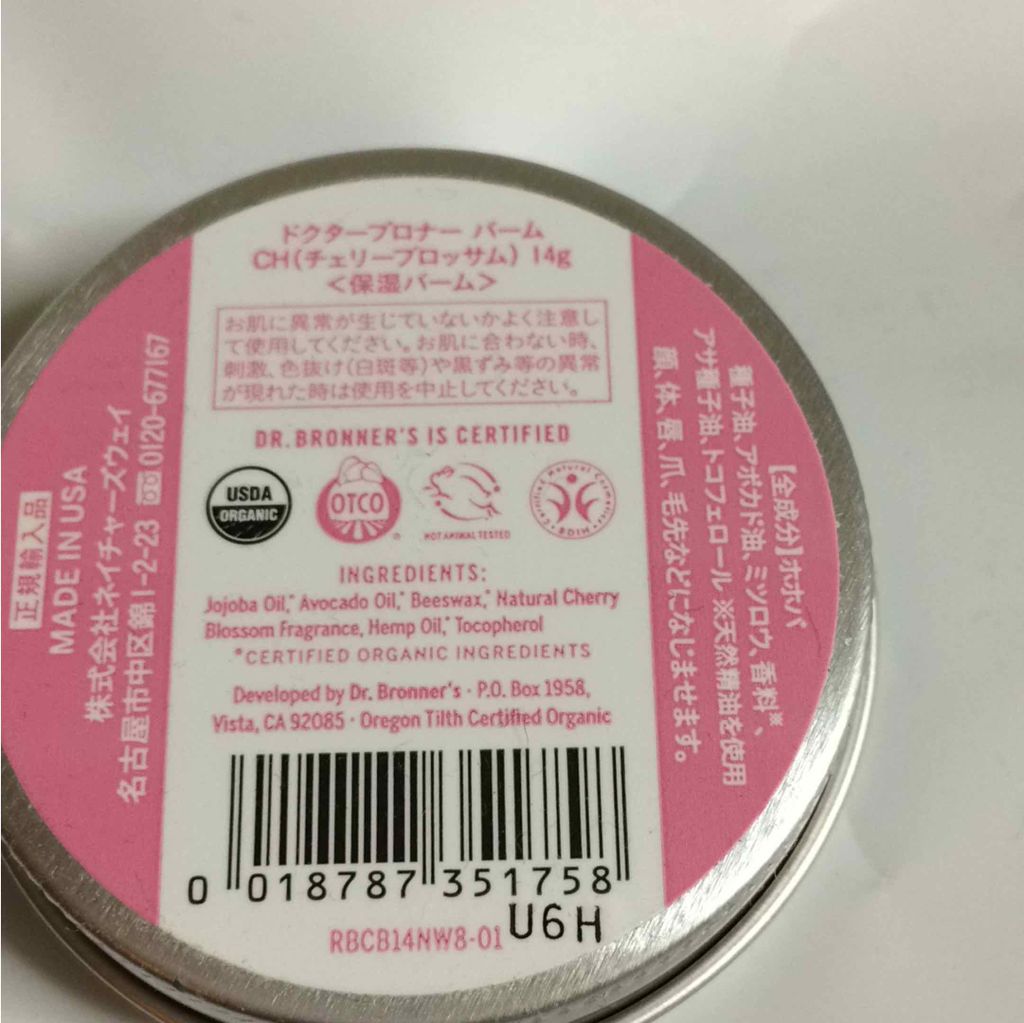 ドクターブロナー バーム
CH(チェリーブロッサム) 14g
<保湿バーム>
お肌に異常が生じていないかよく注意し
て使用してください。お肌に合わない時、
刺激、色抜け(白斑等)や黒ずみ等の異常
が現れた時は使用を中止してください。
DR. BRONNER'S IS CERTIFIED
USDA
ORGANIC
OTCO
NOT ANIMAL TESTED
Certified Natural Cosmetics
BDIH
INGREDIENTS:
Jojoba Oil,* Avocado Oil,* Beeswax,* Natural Cherry
Blossom Fragrance, Hemp Oil,* Tocopherol
*CERTIFIED ORGANIC INGREDIENTS
Developed by Dr. Bronner's · P.O. Box 1958,
Vista, CA 92085 · Oregon Tilth Certified Organic
0 018787 351758
RBCB14NW8-01
U6H
正規輸入品
MADE IN USA
株式会社ネイチャーズウェイ
名古屋市中区錦1-2-23 0120-677167
【全成分】ホホバ
種子油、アボカド油、ミツロウ、香料※、
アサ種子油、トコフェロール ※天然精油を使用
顔、体、唇、爪、毛先などになじませます。